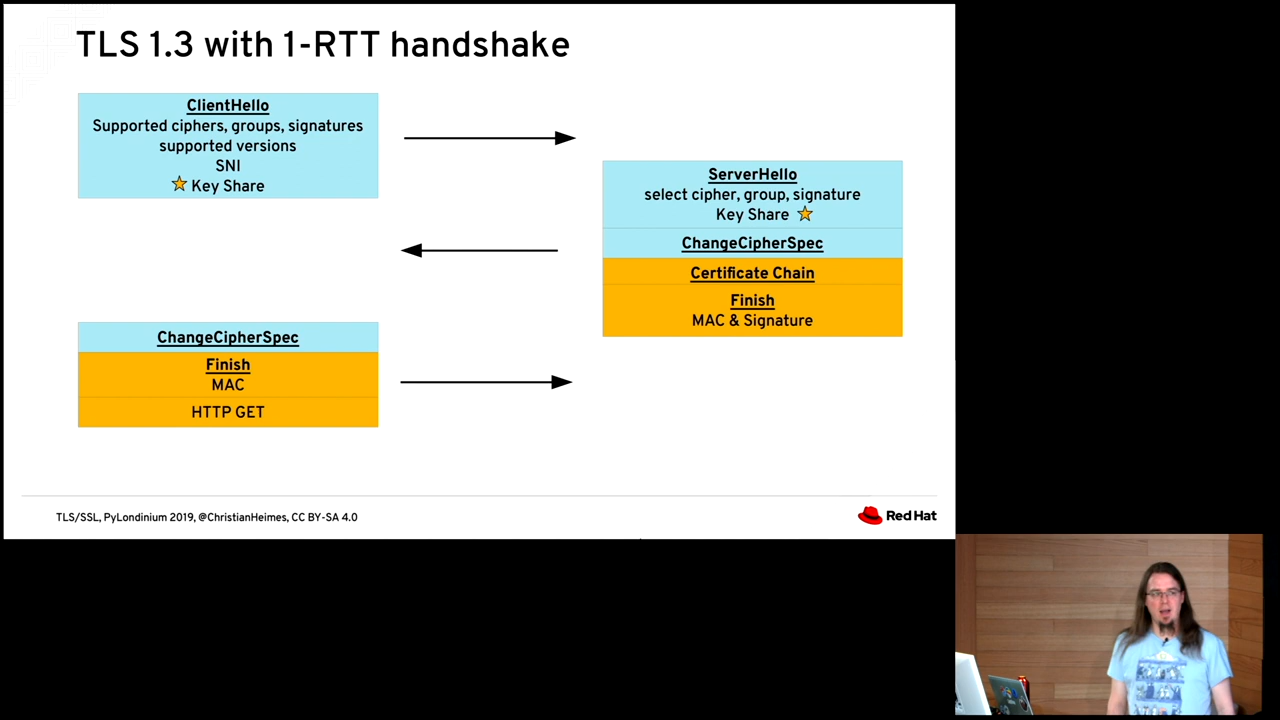 TLS 1.3 with 1-RTT handshake
ClientHello
Supported ciphers, groups, signatures
supported versions
SNI
Key Share
ServerHello
select cipher, group, signature
Key Share
ChangeCipherSpec
Certificate Chain
Finish
MAC & Signature
ChangeCipherSpec
Finish
MAC
HTTP GET
TLS/SSL, PyLondinium 2019, @ChristianHeimes, CC BY-SA 4.0
Red Hat